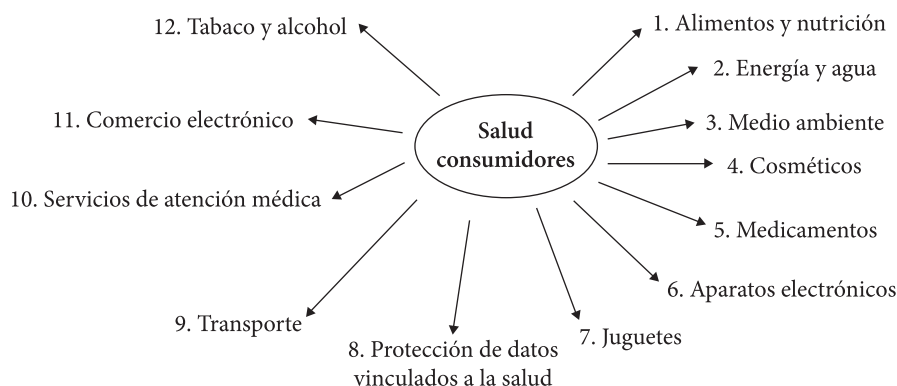 Salud
consumidores
1. Alimentos y nutrición
2. Energía y agua
3. Medio ambiente
4. Cosméticos
5. Medicamentos
6. Aparatos electrónicos
7. Juguetes
8. Protección de datos
vinculados a la salud
9. Transporte
10. Servicios de atención médica
11. Comercio electrónico
12. Tabaco y alcohol